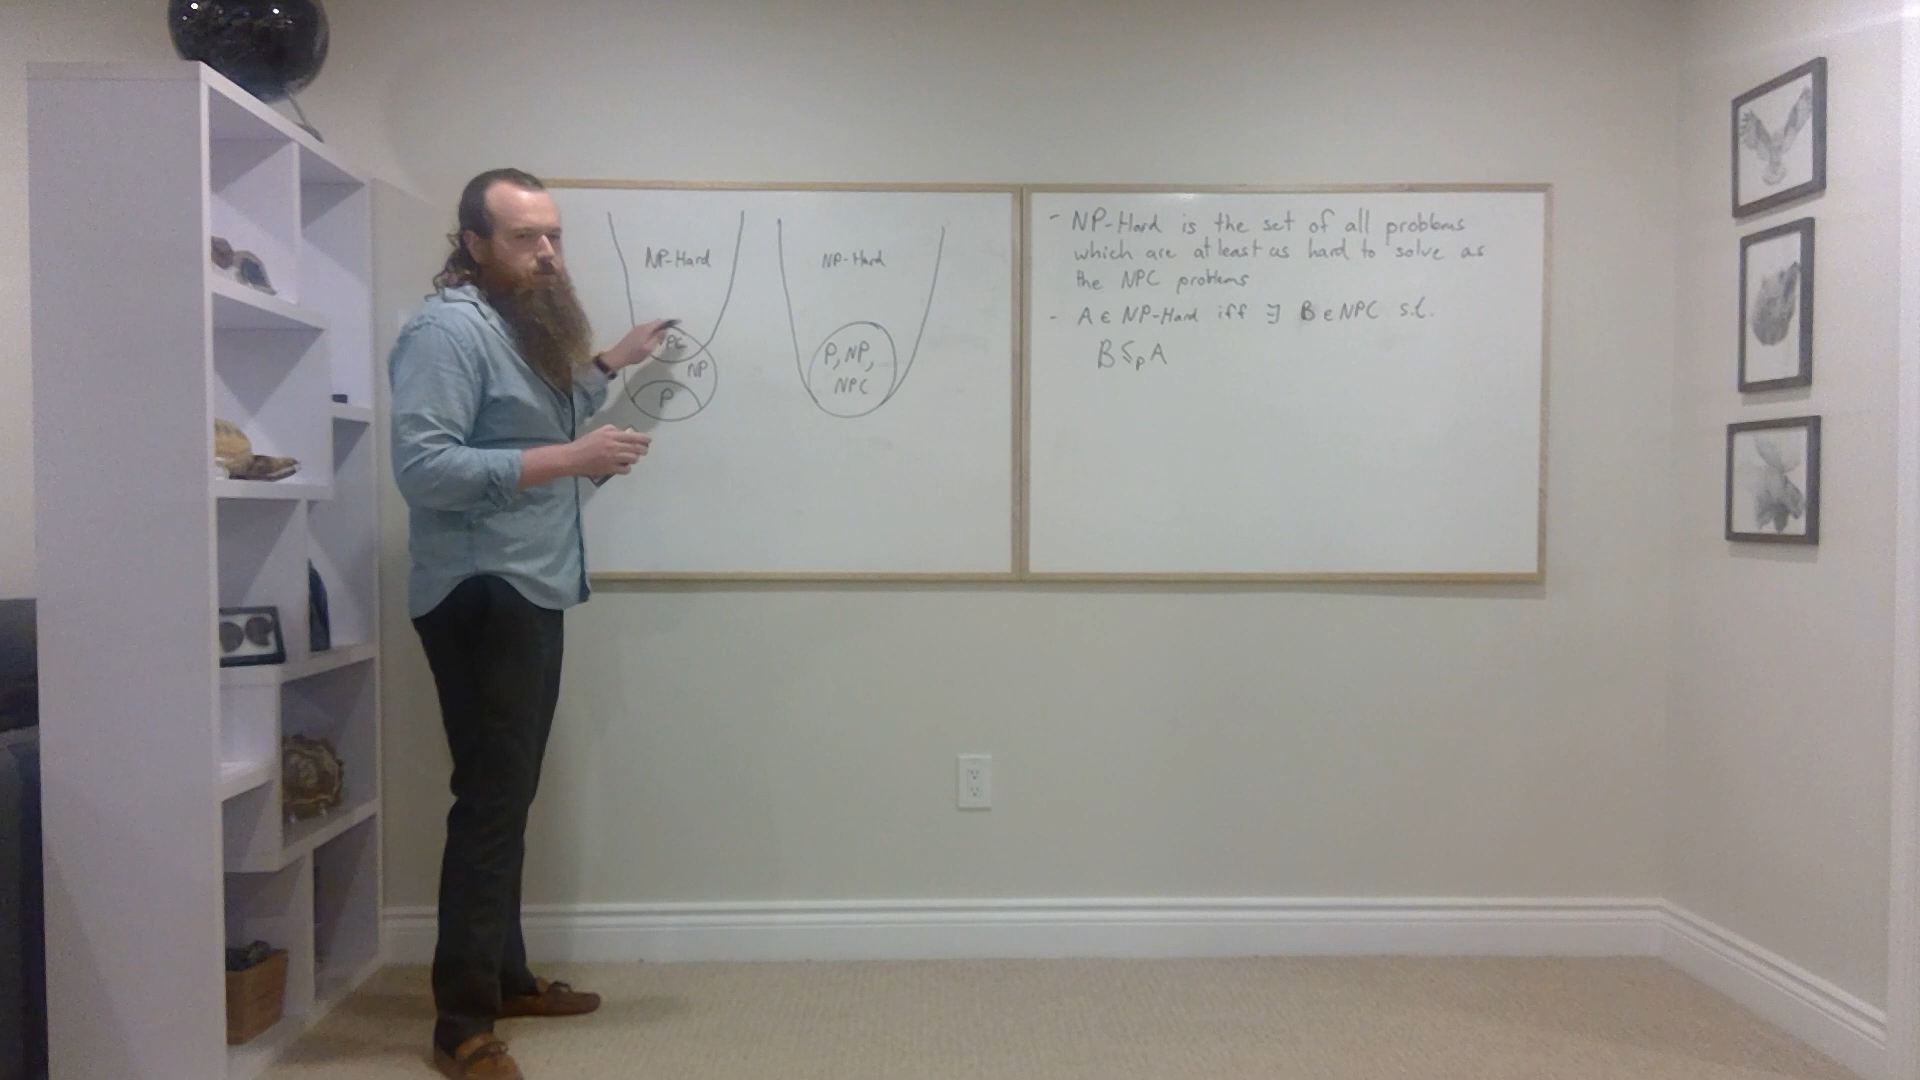 NP-Hard
NPC
NP
P
NP-Hard
P, NP,
NPC
- NP-Hard is the set of all problems
which are at least as hard to solve as
the NPC problems
- A ∈ NP-Hard iff ∃ B ∈ NPC s.t.
B ≤p A